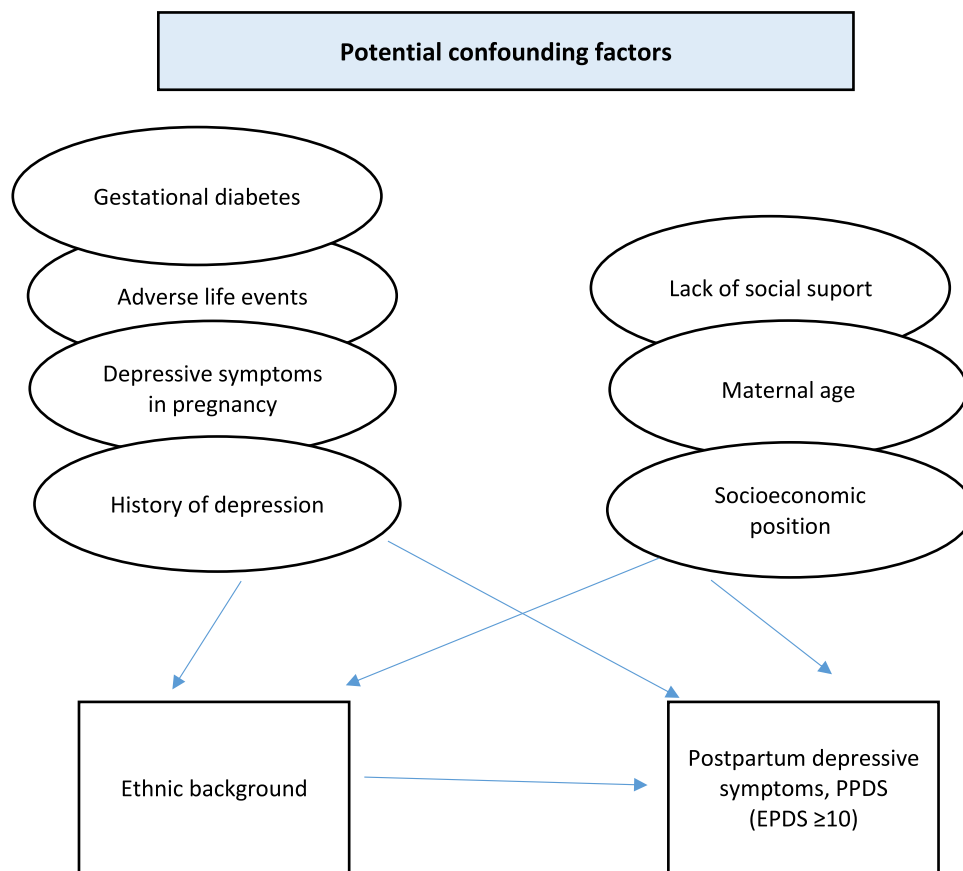 Potential confounding factors
Gestational diabetes
Adverse life events
Depressive symptoms
in pregnancy
History of depression
Lack of social suport
Maternal age
Socioeconomic
position
Ethnic background
Postpartum depressive
symptoms, PPDS
(EPDS ≥10)